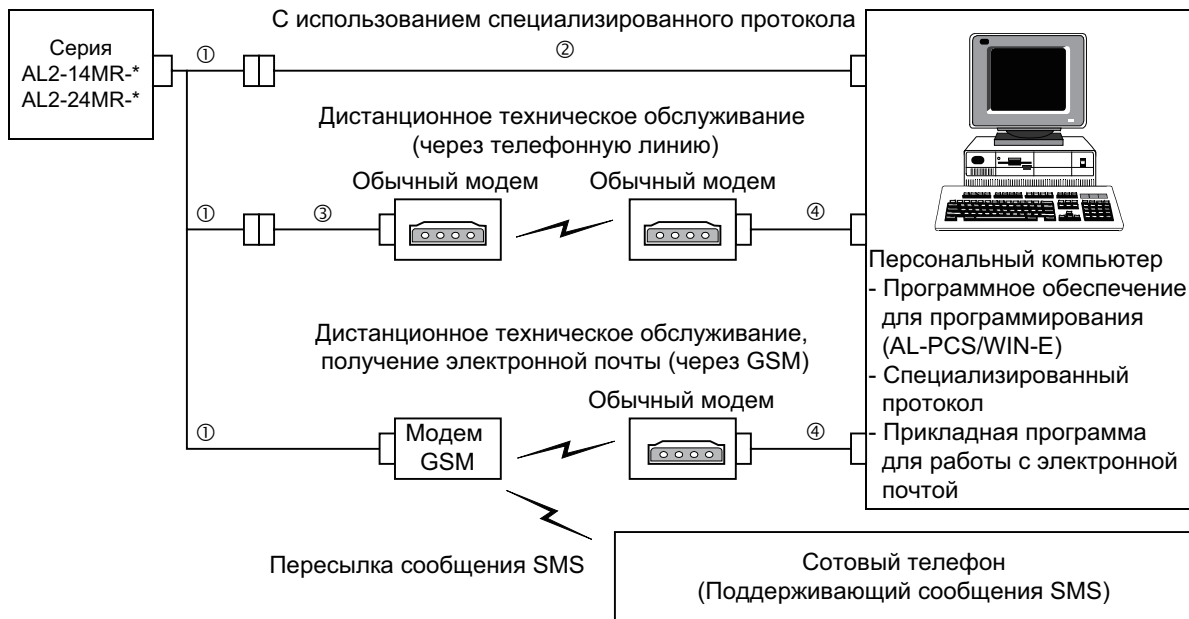 С использованием специализированного протокола
Серия
AL2-14MR-*
AL2-24MR-*
①
②
Дистанционное техническое обслуживание
(через телефонную линию)
Обычный модем
Обычный модем
①
③
④
Персональный компьютер
- Программное обеспечение
для программирования
(AL-PCS/WIN-E)
- Специализированный
протокол
- Прикладная программа
для работы с электронной
почтой
Дистанционное техническое обслуживание,
получение электронной почты (через GSM)
Обычный модем
①
Модем
GSM
④
Пересылка сообщения SMS
Сотовый телефон
(Поддерживающий сообщения SMS)